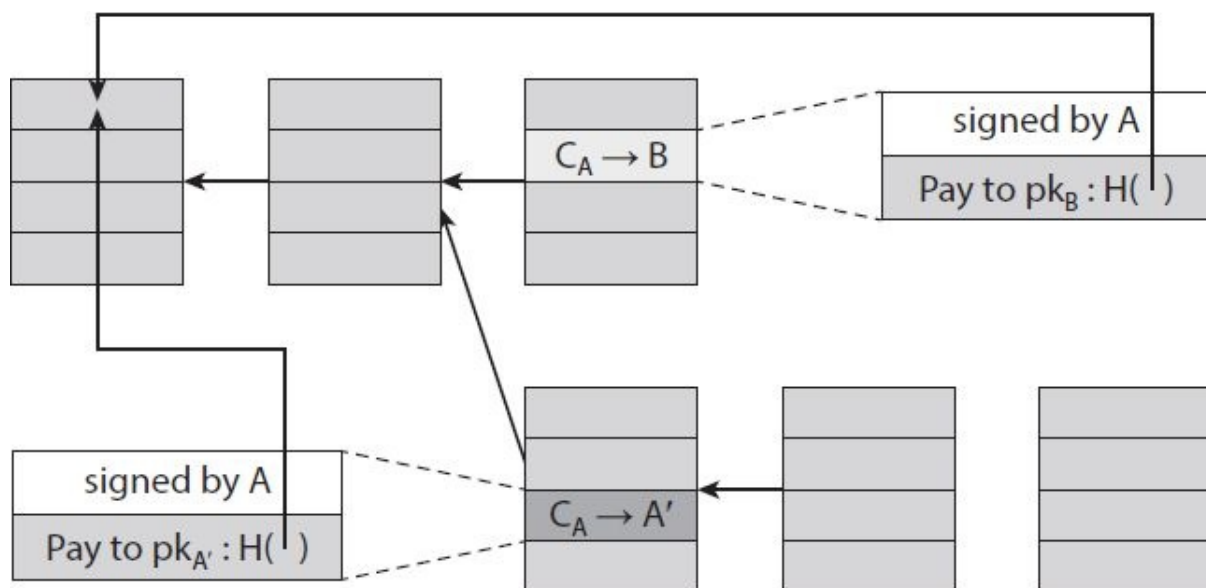 signed by A
C_A → B
Pay to pk_B : H( )
signed by A
C_A → A′
Pay to pk_A′ : H( )